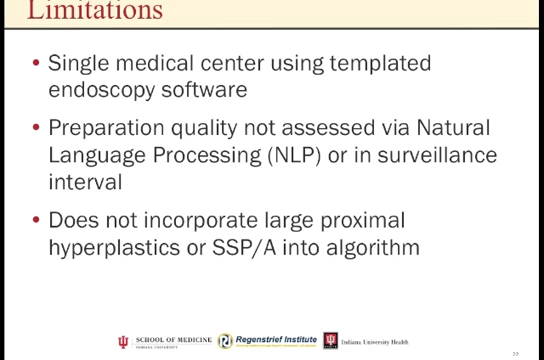 Limitations
• Single medical center using templated
endoscopy software
• Preparation quality not assessed via Natural
Language Processing (NLP) or in surveillance
interval
• Does not incorporate large proximal
hyperplastics or SSP/A into algorithm
SCHOOL OF MEDICINE
INDIANA UNIVERSITY
Regenstrief Institute
Indiana University Health